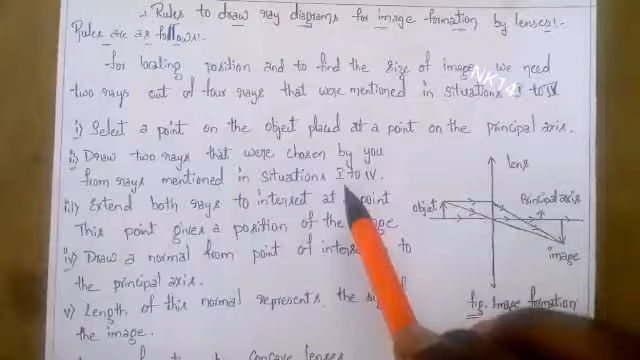 Rules to draw ray diagrams for image formation by lenses:-
Rules are as follows:-
For locating position and to find the size of image, we need
two rays out of four rays that were mentioned in situations I to IV
NK14
i) Select a point on the object placed at a point on the principal axis.
ii) Draw two rays that were chosen by you
from rays mentioned in situations I to IV.
iii) Extend both rays to intersect at point
This point gives a position of the
iv) Draw a normal from point of to
the principal axis.
v) Length of this normal represents the
the image.
lens
Principal axis
object
image
fig. Image formation
concave lenses